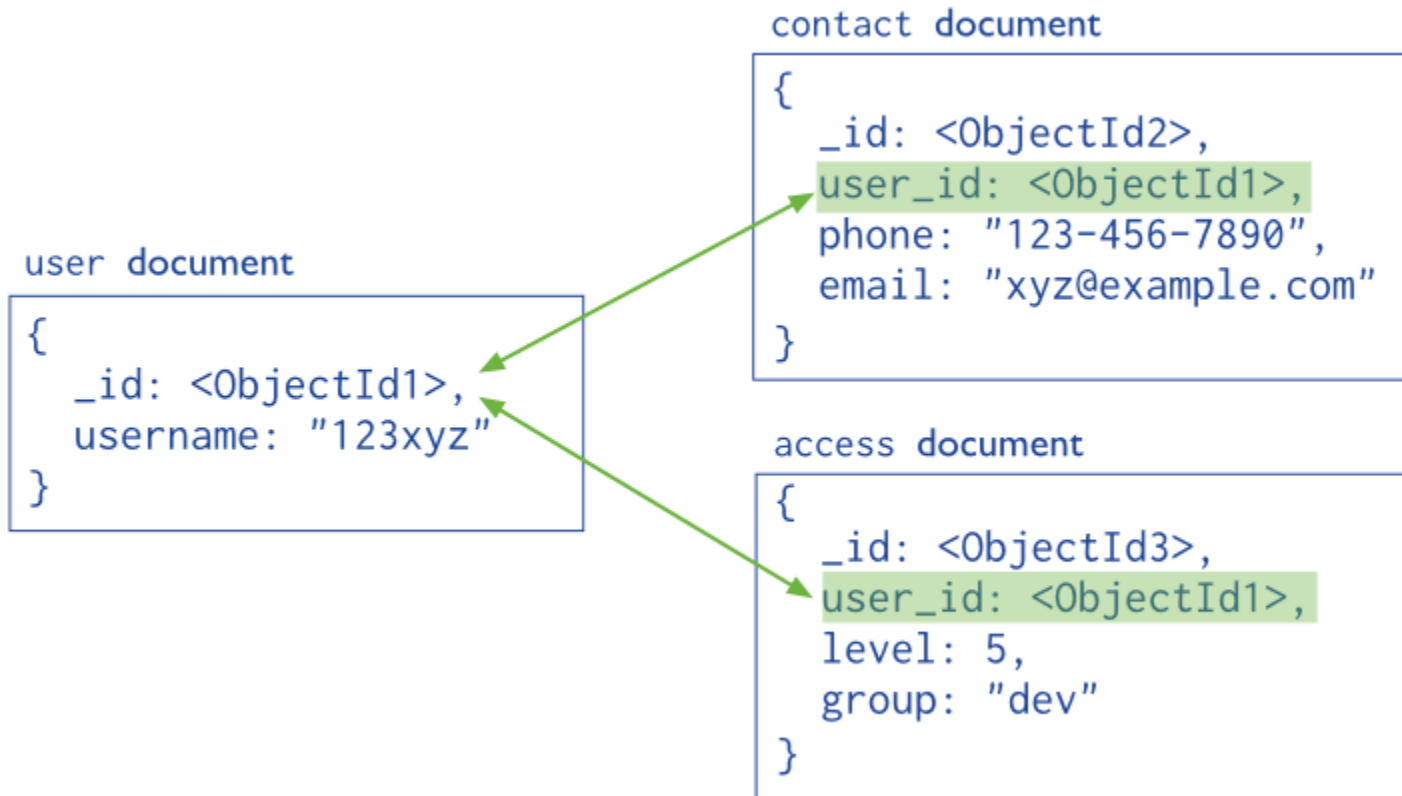 user document
{
_id: <ObjectId1>,
username: "123xyz"
}
contact document
{
_id: <ObjectId2>,
user_id: <ObjectId1>,
phone: "123-456-7890",
email: "xyz@example.com"
}
access document
{
_id: <ObjectId3>,
user_id: <ObjectId1>,
level: 5,
group: "dev"
}